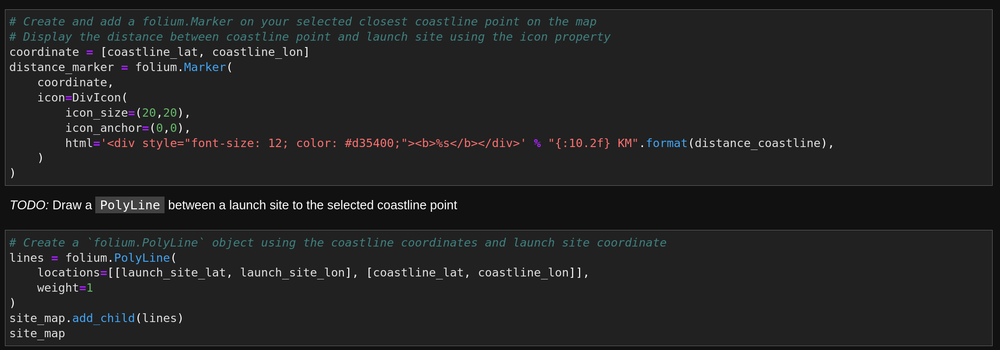 # Create and add a folium.Marker on your selected closest coastline point on the map
# Display the distance between coastline point and launch site using the icon property
coordinate = [coastline_lat, coastline_lon]
distance_marker = folium.Marker(
    coordinate,
    icon=DivIcon(
        icon_size=(20,20),
        icon_anchor=(0,0),
        html='<div style="font-size: 12; color: #d35400;"><b>%s</b></div>' % "{:10.2f} KM".format(distance_coastline),
    )
)
TODO: Draw a PolyLine between a launch site to the selected coastline point
# Create a `folium.PolyLine` object using the coastline coordinates and launch site coordinate
lines = folium.PolyLine(
    locations=[[launch_site_lat, launch_site_lon], [coastline_lat, coastline_lon]],
    weight=1
)
site_map.add_child(lines)
site_map